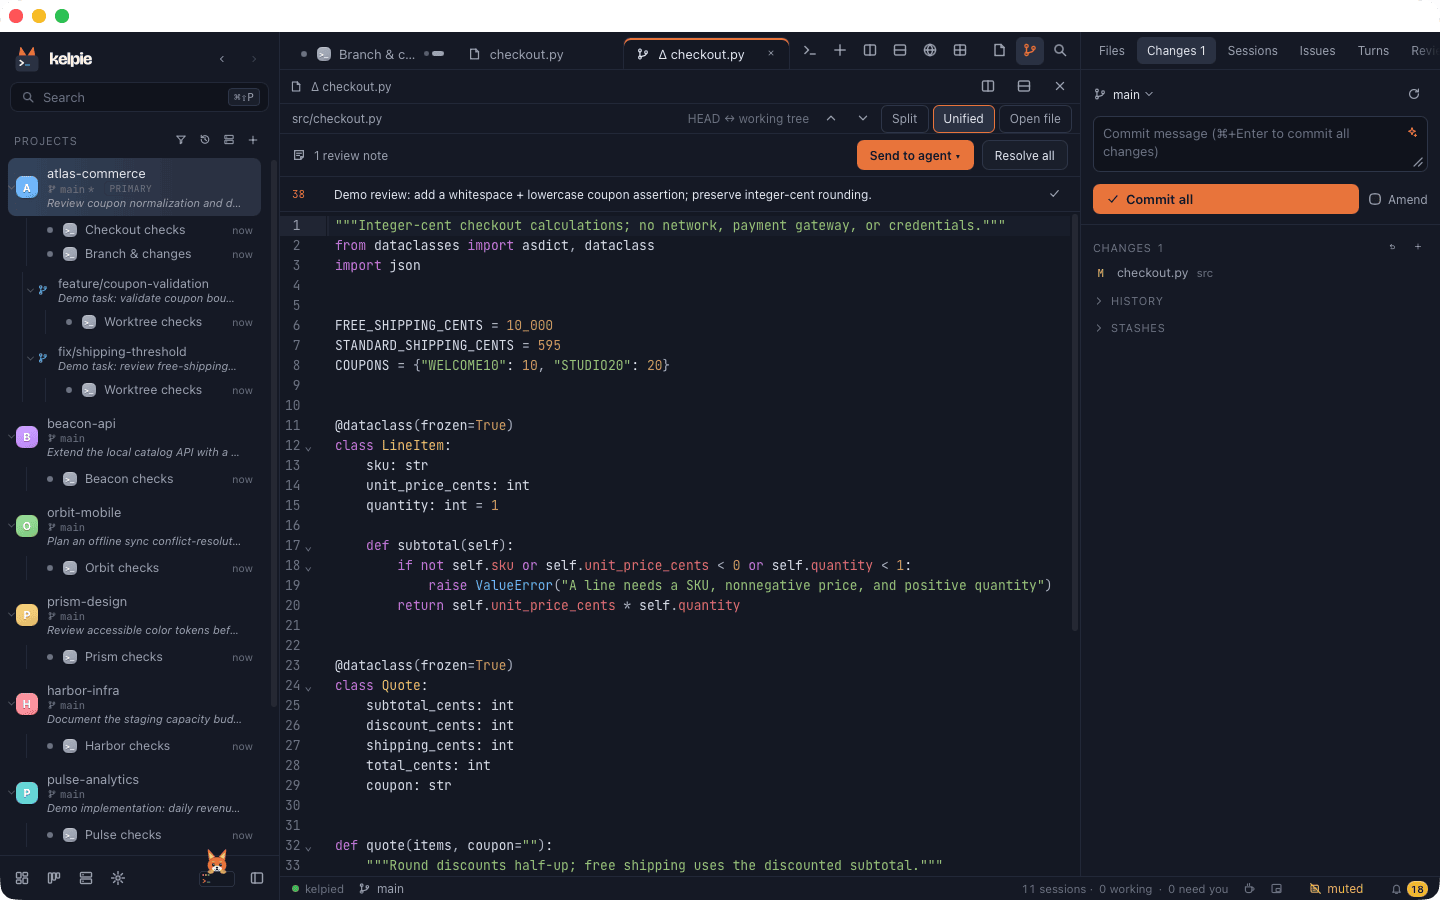 kelpie
Search ⌘⇧P
PROJECTS
A atlas-commerce
main * PRIMARY
Review coupon normalization and d...
Checkout checks now
Branch & changes now
feature/coupon-validation
Demo task: validate coupon bou...
Worktree checks now
fix/shipping-threshold
Demo task: review free-shipping...
Worktree checks now
B beacon-api
main
Extend the local catalog API with a ...
Beacon checks now
O orbit-mobile
main
Plan an offline sync conflict-resolut...
Orbit checks now
P prism-design
main
Review accessible color tokens bef...
Prism checks now
H harbor-infra
main
Document the staging capacity bud...
Harbor checks now
P pulse-analytics
main
Demo implementation: daily revenu...
Pulse checks now
Branch & c...
checkout.py
Δ checkout.py ×
Δ checkout.py
src/checkout.py HEAD ↔ working tree Split Unified Open file
1 review note Send to agent ▾ Resolve all
38 Demo review: add a whitespace + lowercase coupon assertion; preserve integer-cent rounding.
1 """Integer-cent checkout calculations; no network, payment gateway, or credentials."""
2 from dataclasses import asdict, dataclass
3 import json
4
5
6 FREE_SHIPPING_CENTS = 10_000
7 STANDARD_SHIPPING_CENTS = 595
8 COUPONS = {"WELCOME10": 10, "STUDIO20": 20}
9
10
11 @dataclass(frozen=True)
12 class LineItem:
13 sku: str
14 unit_price_cents: int
15 quantity: int = 1
16
17 def subtotal(self):
18 if not self.sku or self.unit_price_cents < 0 or self.quantity < 1:
19 raise ValueError("A line needs a SKU, nonnegative price, and positive quantity")
20 return self.unit_price_cents * self.quantity
21
22
23 @dataclass(frozen=True)
24 class Quote:
25 subtotal_cents: int
26 discount_cents: int
27 shipping_cents: int
28 total_cents: int
29 coupon: str
30
31
32 def quote(items, coupon=""):
33 """Round discounts half-up; free shipping uses the discounted subtotal."""
Files Changes 1 Sessions Issues Turns Revi
main
Commit message (⌘+Enter to commit all
changes)
Commit all Amend
CHANGES 1
M checkout.py src
HISTORY
STASHES
kelpied main 11 sessions · 0 working · 0 need you muted 18